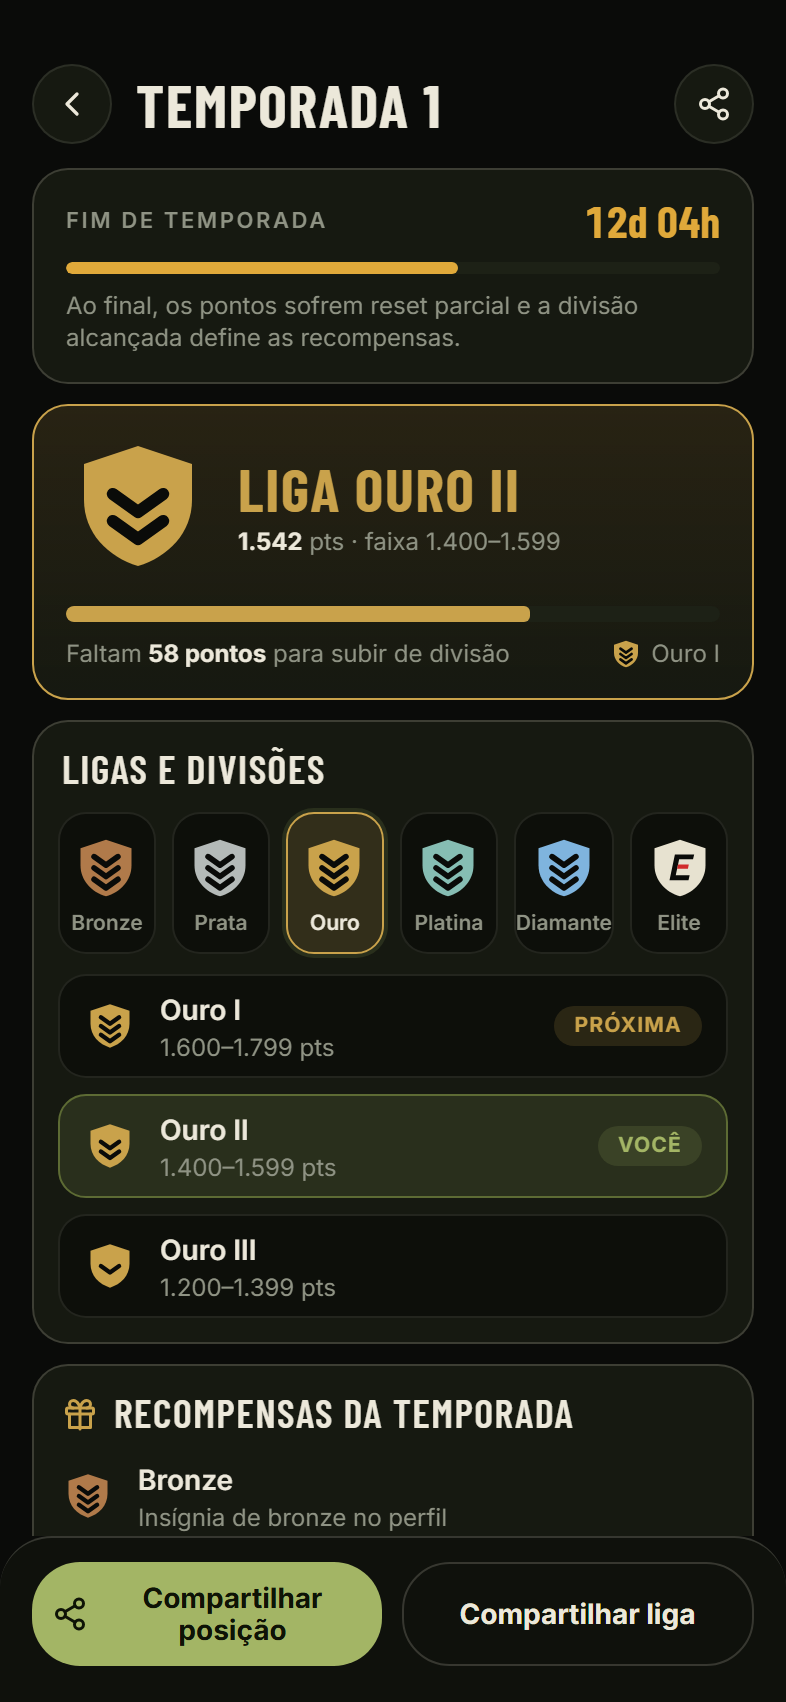 TEMPORADA 1
FIM DE TEMPORADA
12d 04h
Ao final, os pontos sofrem reset parcial e a divisão
alcançada define as recompensas.
LIGA OURO II
1.542 pts · faixa 1.400–1.599
Faltam 58 pontos para subir de divisão
Ouro I
LIGAS E DIVISÕES
Bronze
Prata
Ouro
Platina
Diamante
E
Elite
Ouro I
1.600–1.799 pts
PRÓXIMA
Ouro II
1.400–1.599 pts
VOCÊ
Ouro III
1.200–1.399 pts
RECOMPENSAS DA TEMPORADA
Bronze
Insígnia de bronze no perfil
Compartilhar
posição
Compartilhar liga